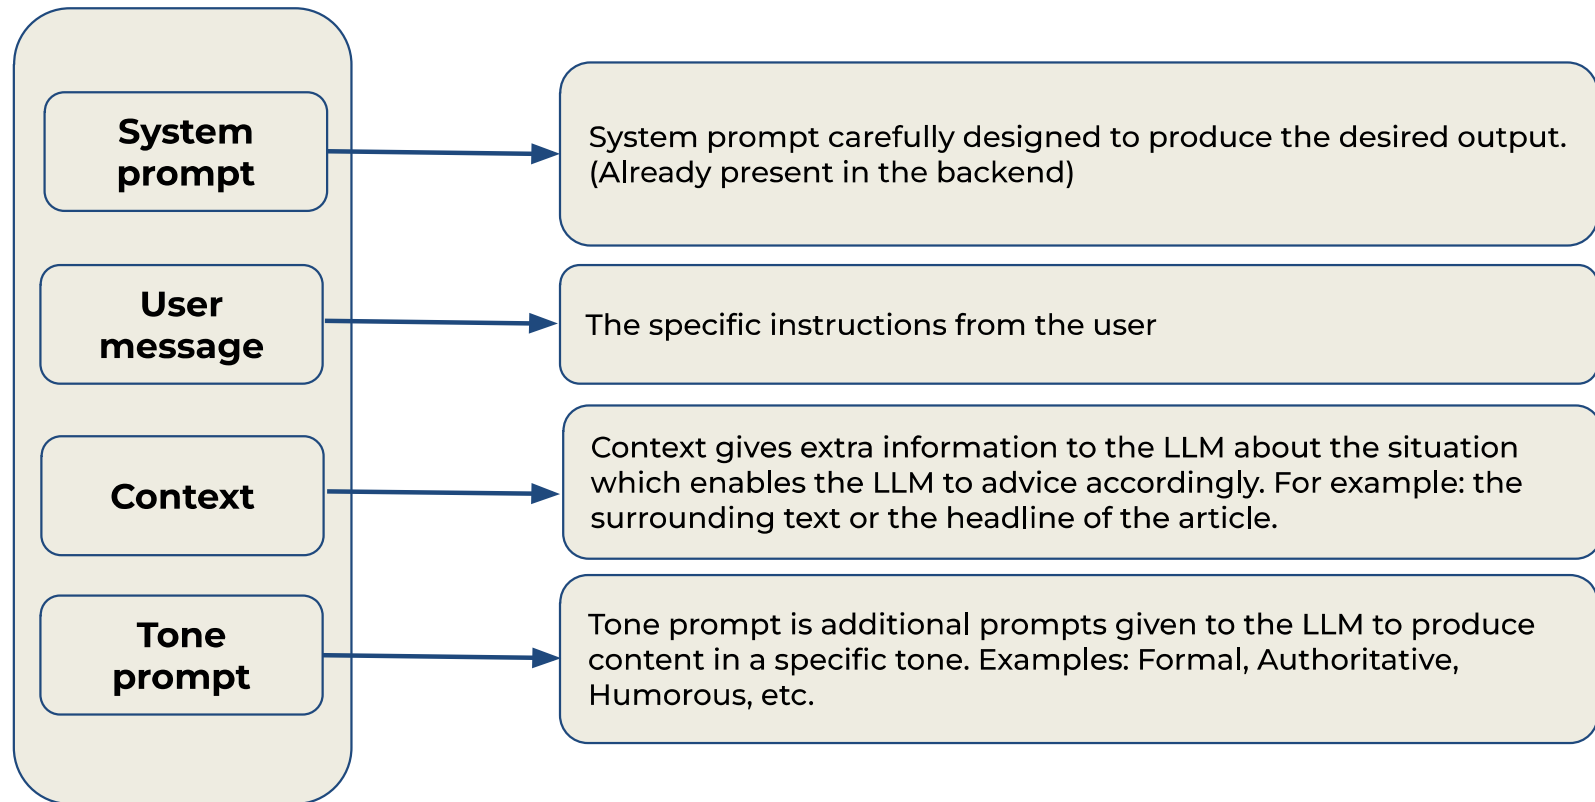 System
prompt
System prompt carefully designed to produce the desired output.
(Already present in the backend)
User
message
The specific instructions from the user
Context
Context gives extra information to the LLM about the situation
which enables the LLM to advice accordingly. For example: the
surrounding text or the headline of the article.
Tone
prompt
Tone prompt is additional prompts given to the LLM to produce
content in a specific tone. Examples: Formal, Authoritative,
Humorous, etc.